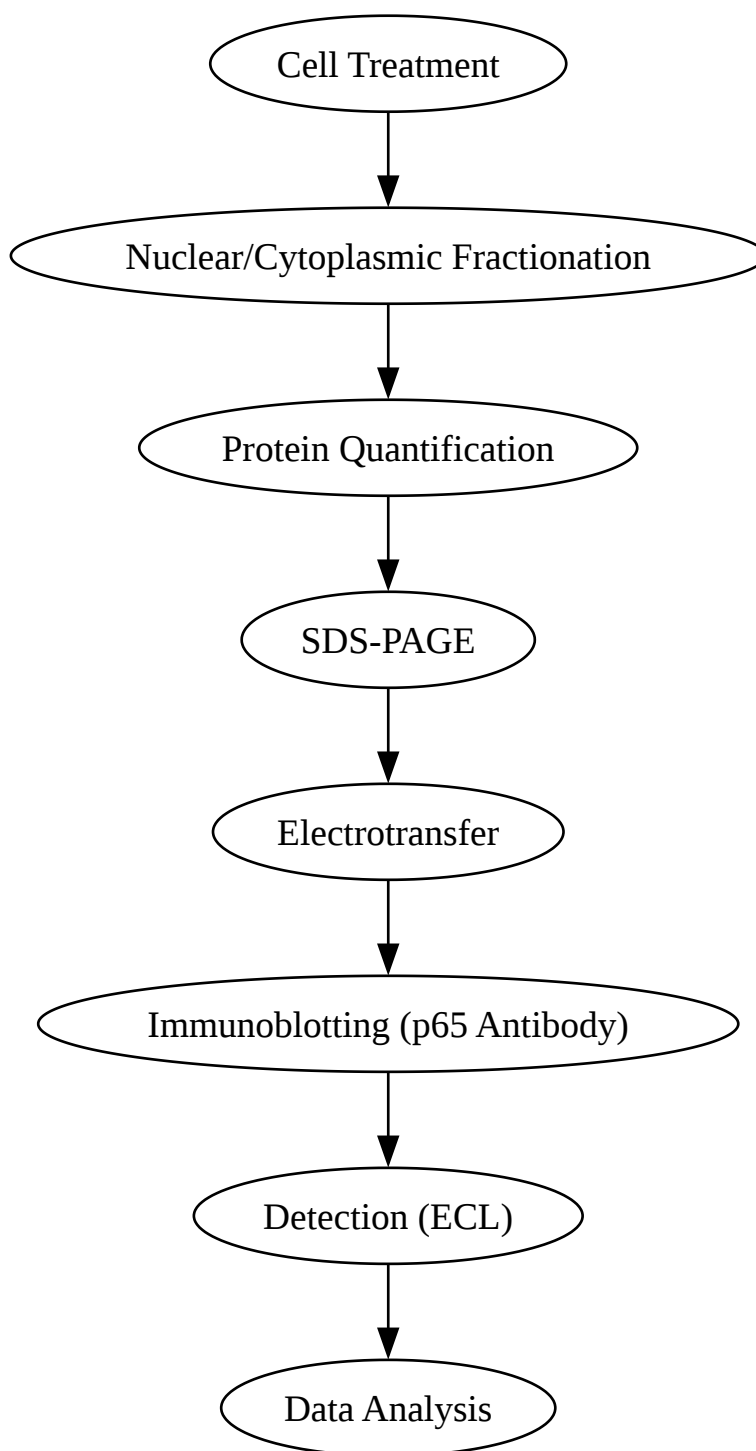 Cell Treatment
Nuclear/Cytoplasmic Fractionation
Protein Quantification
SDS-PAGE
Electrotransfer
Immunoblotting (p65 Antibody)
Detection (ECL)
Data Analysis